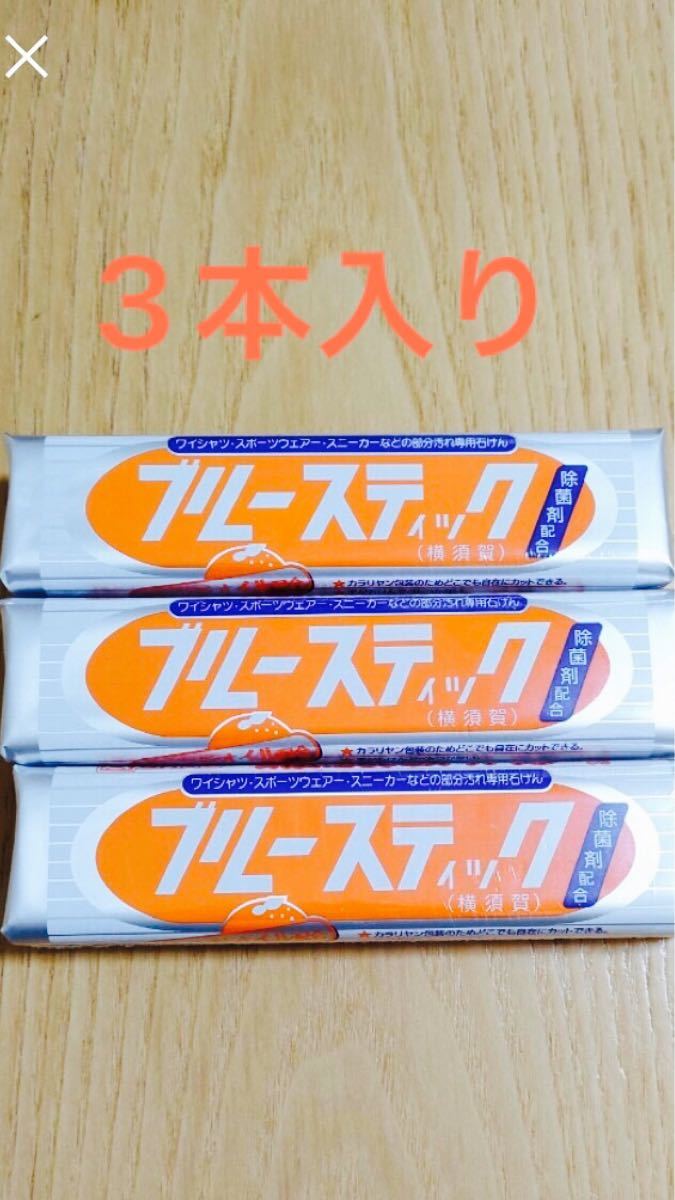 3本入り
ワイシャツ・スポーツウェアー・スニーカーなどの部分汚れ専用石けん
ブルースティック
除菌剤配合
(横須賀)
★カラリヤン包装のためどこでも自在にカットできる。
ワイシャツ・スポーツウェアー・スニーカーなどの部分汚れ専用石けん
ブルースティック
除菌剤配合
(横須賀)
★カラリヤン包装のためどこでも自在にカットできる。
ワイシャツ・スポーツウェアー・スニーカーなどの部分汚れ専用石けん
ブルースティック
除菌剤配合
(横須賀)
★カラリヤン包装のためどこでも自在にカットできる。